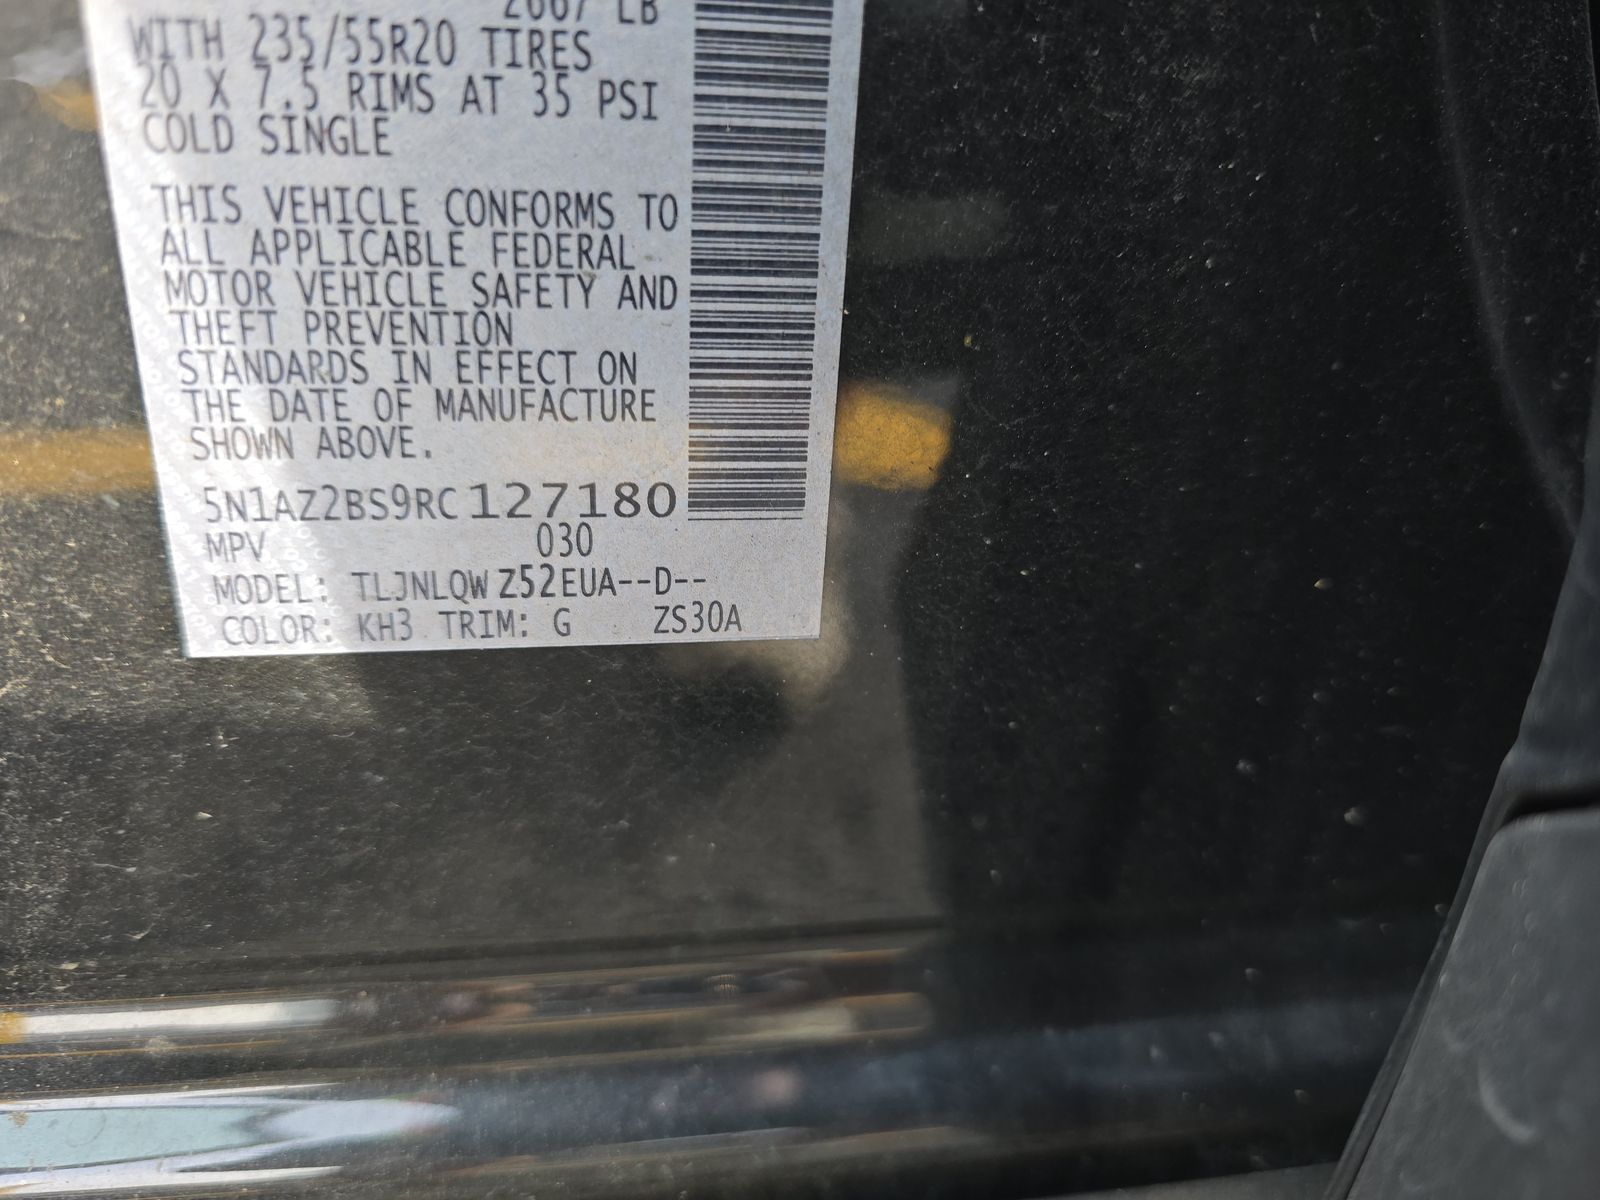 2667 LB
WITH 235/55R20 TIRES
20 X 7.5 RIMS AT 35 PSI
COLD SINGLE
THIS VEHICLE CONFORMS TO
ALL APPLICABLE FEDERAL
MOTOR VEHICLE SAFETY AND
THEFT PREVENTION
STANDARDS IN EFFECT ON
THE DATE OF MANUFACTURE
SHOWN ABOVE.
5N1AZ2BS9RC127180
MPV 030
MODEL: TLJNLQW Z52EUA--D--
COLOR: KH3 TRIM: G ZS30A